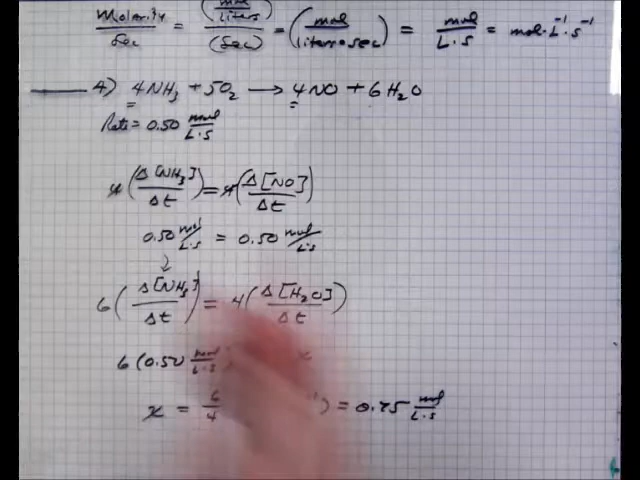 Molarity/Sec = (mol/Liters)/(Sec) = (mol/liters•sec) = mol/L·S = mol·L⁻¹·s⁻¹
4) 4NH₃ + 5O₂ → 4NO + 6H₂O
Rate = 0.50 mol/L·S
4(Δ[NH₃]/Δt) = 4(Δ[NO]/Δt)
0.50 mol/L·s = 0.50 mol/L·s
6(Δ[NH₃]/Δt) = 4(Δ[H₂O]/Δt)
6(0.50 mol/L·s x
x = 6/4 ⁻¹) = 0.75 mol/L·s